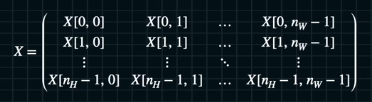 X[0, 0] X[0, 1] … X[0, n_W − 1]
X[1, 0] X[1, 1] … X[1, n_W − 1]
X = ⋮ ⋮ ⋱ ⋮
X[n_H − 1, 0] X[n_H − 1, 1] … X[n_H − 1, n_W − 1]